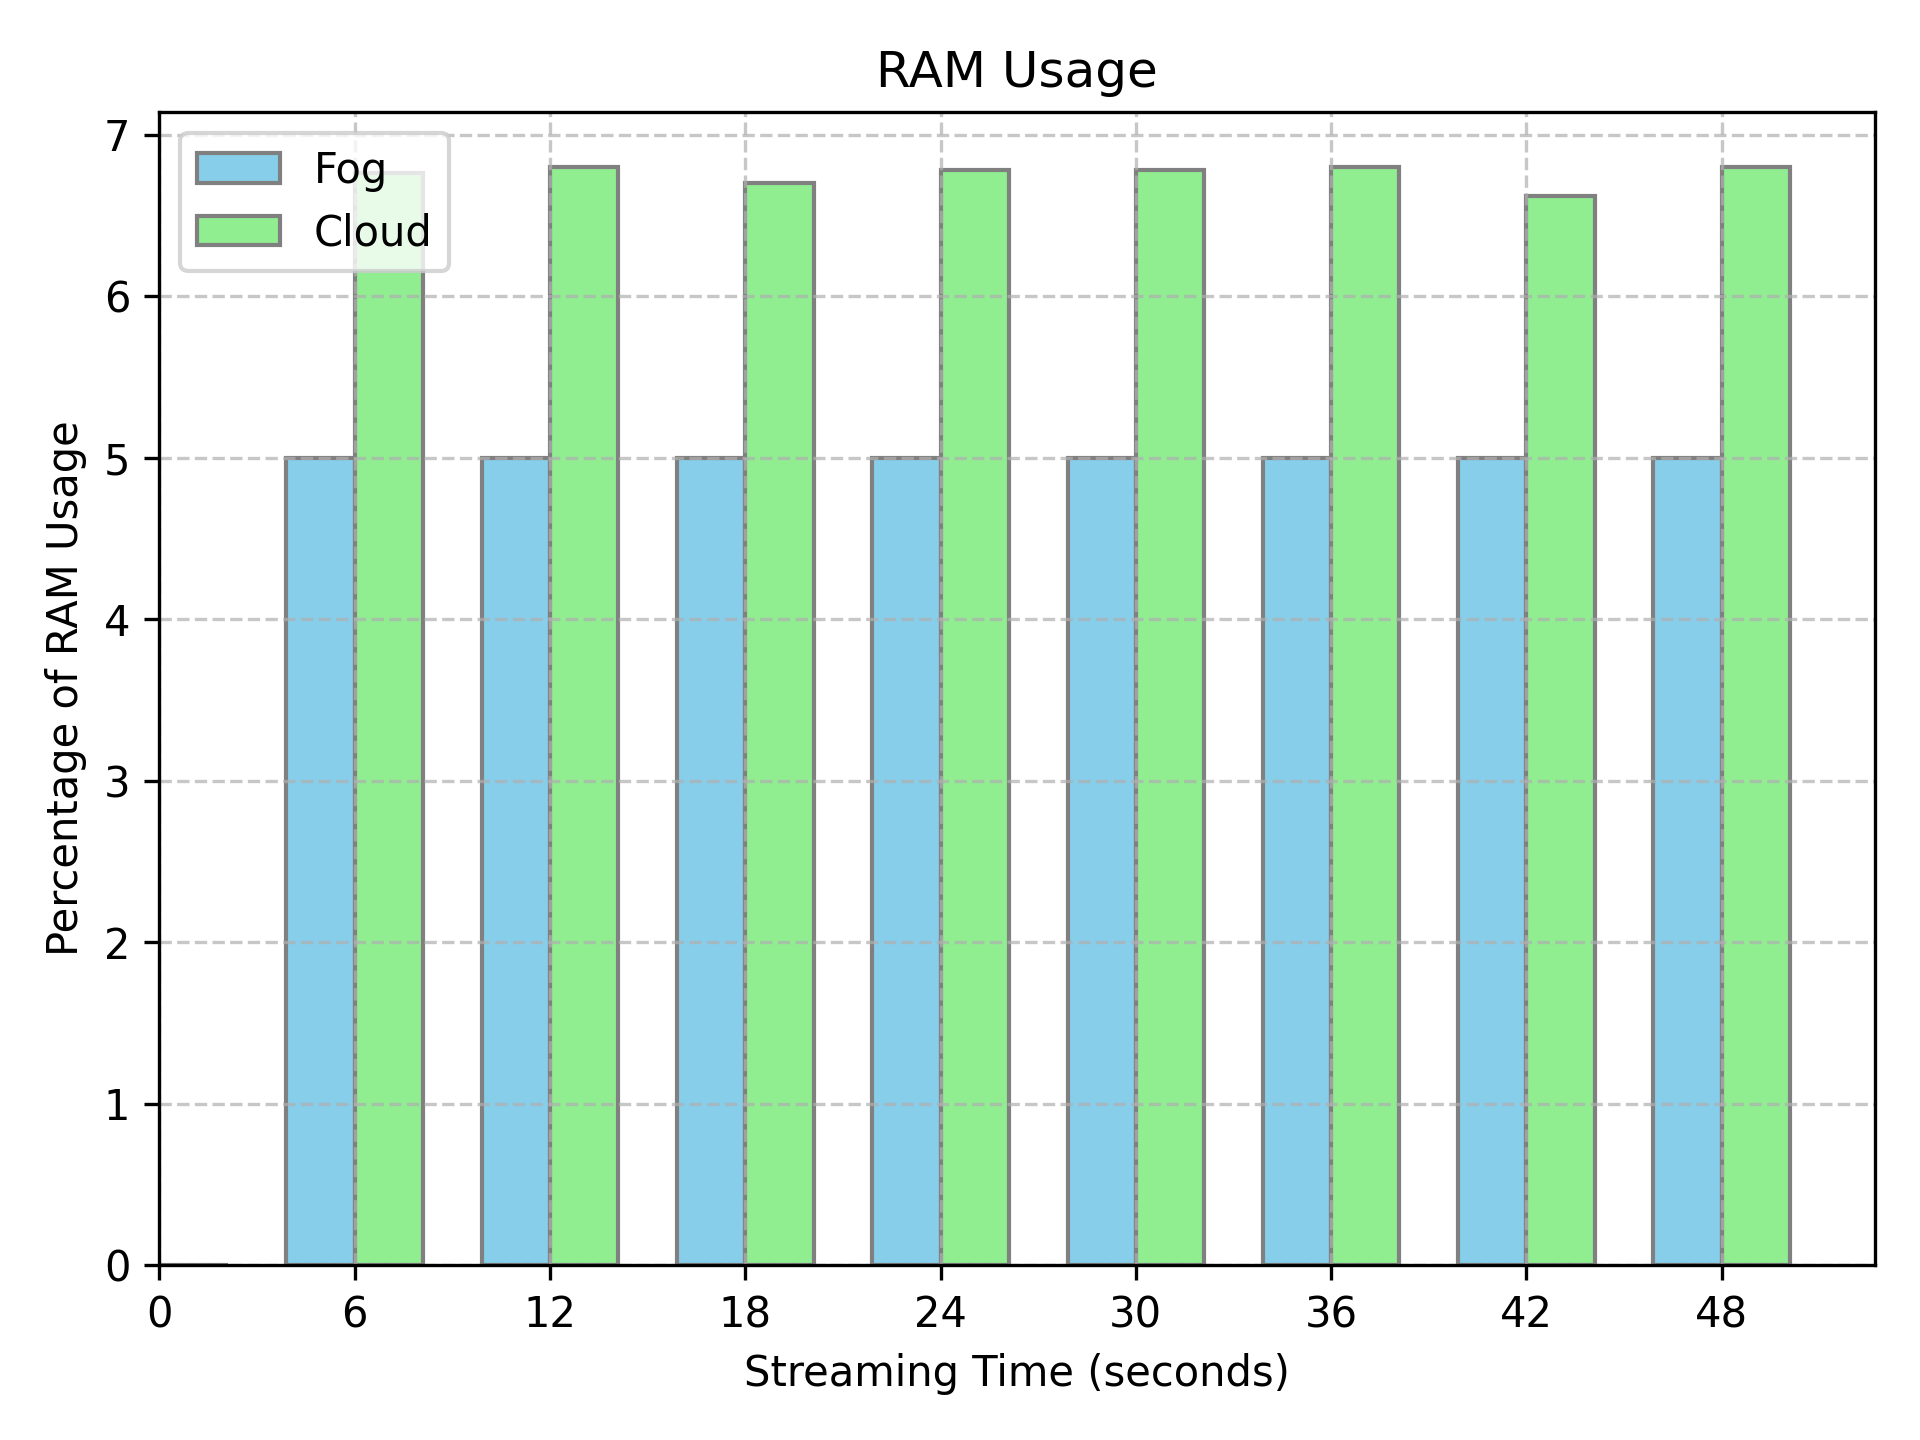 RAM Usage
Fog
Cloud
Percentage of RAM Usage
7
6
5
4
3
2
1
0
0 6 12 18 24 30 36 42 48
Streaming Time (seconds)